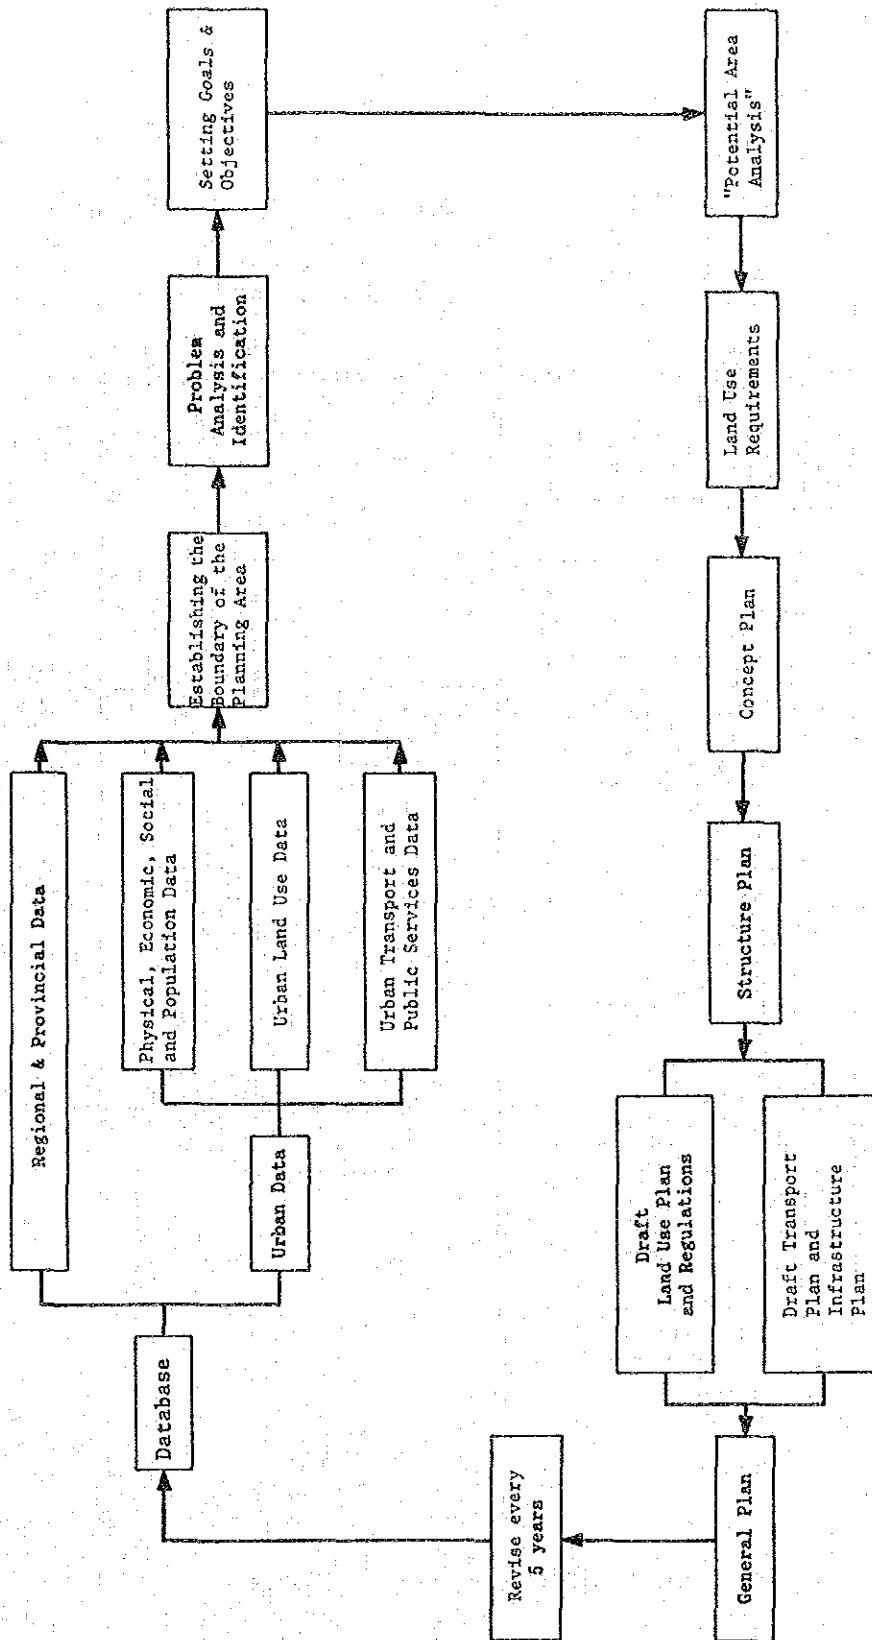 Database
Regional & Provincial Data
Urban Data
Physical, Economic, Social
and Population Data
Urban Land Use Data
Urban Transport and
Public Services Data
Establishing the
Boundary of the
Planning Area
Problem
Analysis and
Identification
Setting Goals &
Objectives
"Potential Area
Analysis"
Land Use
Requirements
Concept Plan
Structure Plan
Draft
Land Use Plan
and Regulations
Draft Transport
Plan and
Infrastructure
Plan
General Plan
Revise every
5 years